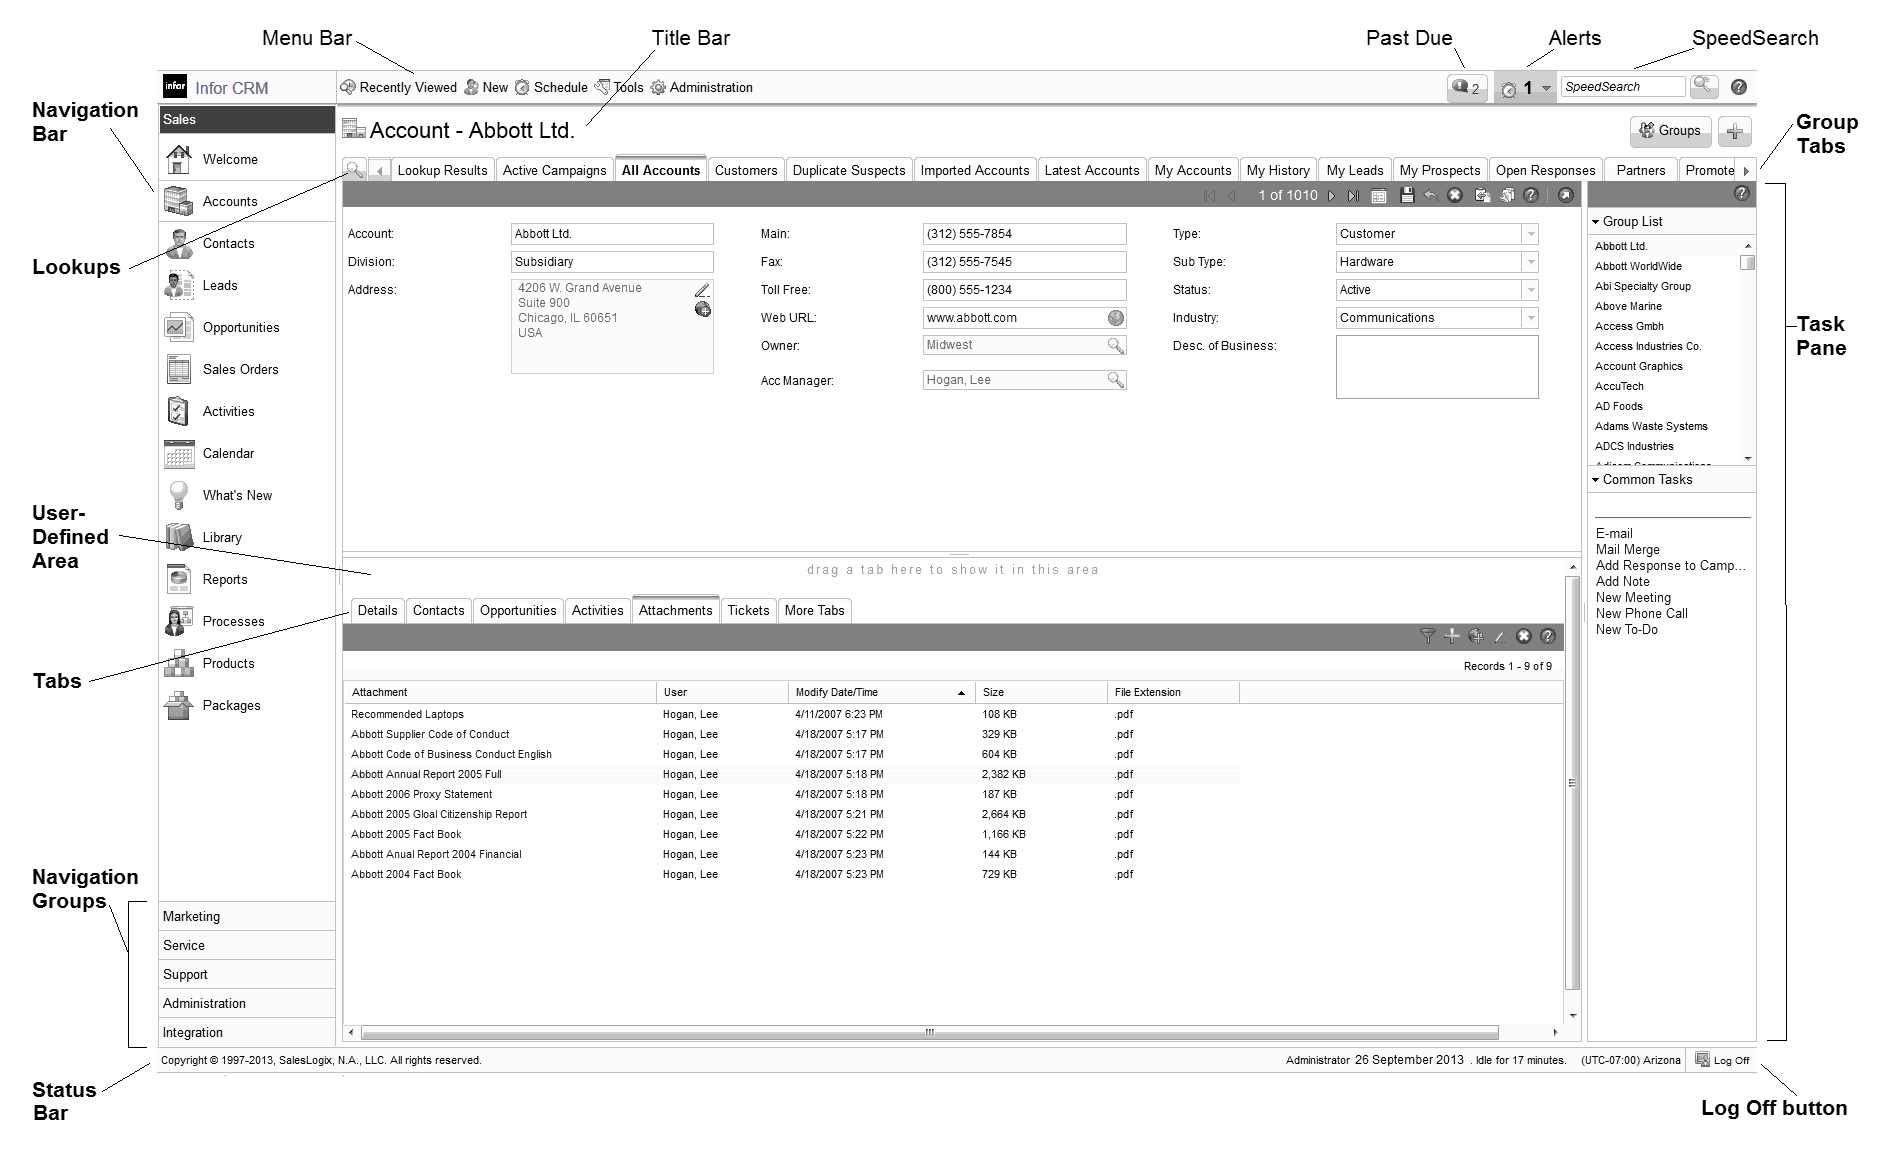 Menu Bar
Title Bar
Past Due
Alerts
SpeedSearch
Infor CRM
infor
Recently Viewed
New
Schedule
Tools
Administration
2
1
SpeedSearch
Navigation
Bar
Sales
Account - Abbott Ltd.
Groups
Group
Tabs
Welcome
Accounts
Contacts
Leads
Opportunities
Sales Orders
Activities
Calendar
What's New
Library
Reports
Processes
Products
Packages
Lookups
Lookup Results
Active Campaigns
All Accounts
Customers
Duplicate Suspects
Imported Accounts
Latest Accounts
My Accounts
My History
My Leads
My Prospects
Open Responses
Partners
Promote
1 of 1010
Account:
Abbott Ltd.
Division:
Subsidiary
Address:
4206 W. Grand Avenue
Suite 900
Chicago, IL 60651
USA
Main:
(312) 555-7854
Fax:
(312) 555-7545
Toll Free:
(800) 555-1234
Web URL:
www.abbott.com
Owner:
Midwest
Acc Manager:
Hogan, Lee
Type:
Customer
Sub Type:
Hardware
Status:
Active
Industry:
Communications
Desc. of Business:
Group List
Abbott Ltd.
Abbott WorldWide
Abi Specialty Group
Above Marine
Access Gmbh
Access Industries Co.
Account Graphics
AccuTech
AD Foods
Adams Waste Systems
ADCS Industries
Task
Pane
Common Tasks
E-mail
Mail Merge
Add Response to Camp...
Add Note
New Meeting
New Phone Call
New To-Do
User-
Defined
Area
drag a tab here to show it in this area
Tabs
Details
Contacts
Opportunities
Activities
Attachments
Tickets
More Tabs
Records 1 - 9 of 9
Attachment User Modify Date/Time Size File Extension
Recommended Laptops Hogan, Lee 4/11/2007 6:23 PM 108 KB .pdf
Abbott Supplier Code of Conduct Hogan, Lee 4/18/2007 5:17 PM 329 KB .pdf
Abbott Code of Business Conduct English Hogan, Lee 4/18/2007 5:17 PM 604 KB .pdf
Abbott Annual Report 2005 Full Hogan, Lee 4/18/2007 5:18 PM 2,382 KB .pdf
Abbott 2006 Proxy Statement Hogan, Lee 4/18/2007 5:18 PM 187 KB .pdf
Abbott 2005 Gloal Citizenship Report Hogan, Lee 4/18/2007 5:21 PM 2,664 KB .pdf
Abbott 2005 Fact Book Hogan, Lee 4/18/2007 5:22 PM 1,166 KB .pdf
Abbott Anual Report 2004 Financial Hogan, Lee 4/18/2007 5:23 PM 144 KB .pdf
Abbott 2004 Fact Book Hogan, Lee 4/18/2007 5:23 PM 729 KB .pdf
Navigation
Groups
Marketing
Service
Support
Administration
Integration
Copyright © 1997-2013, SalesLogix, N.A., LLC. All rights reserved.
Administrator 26 September 2013 . Idle for 17 minutes. (UTC-07:00) Arizona
Log Off
Status
Bar
Log Off button